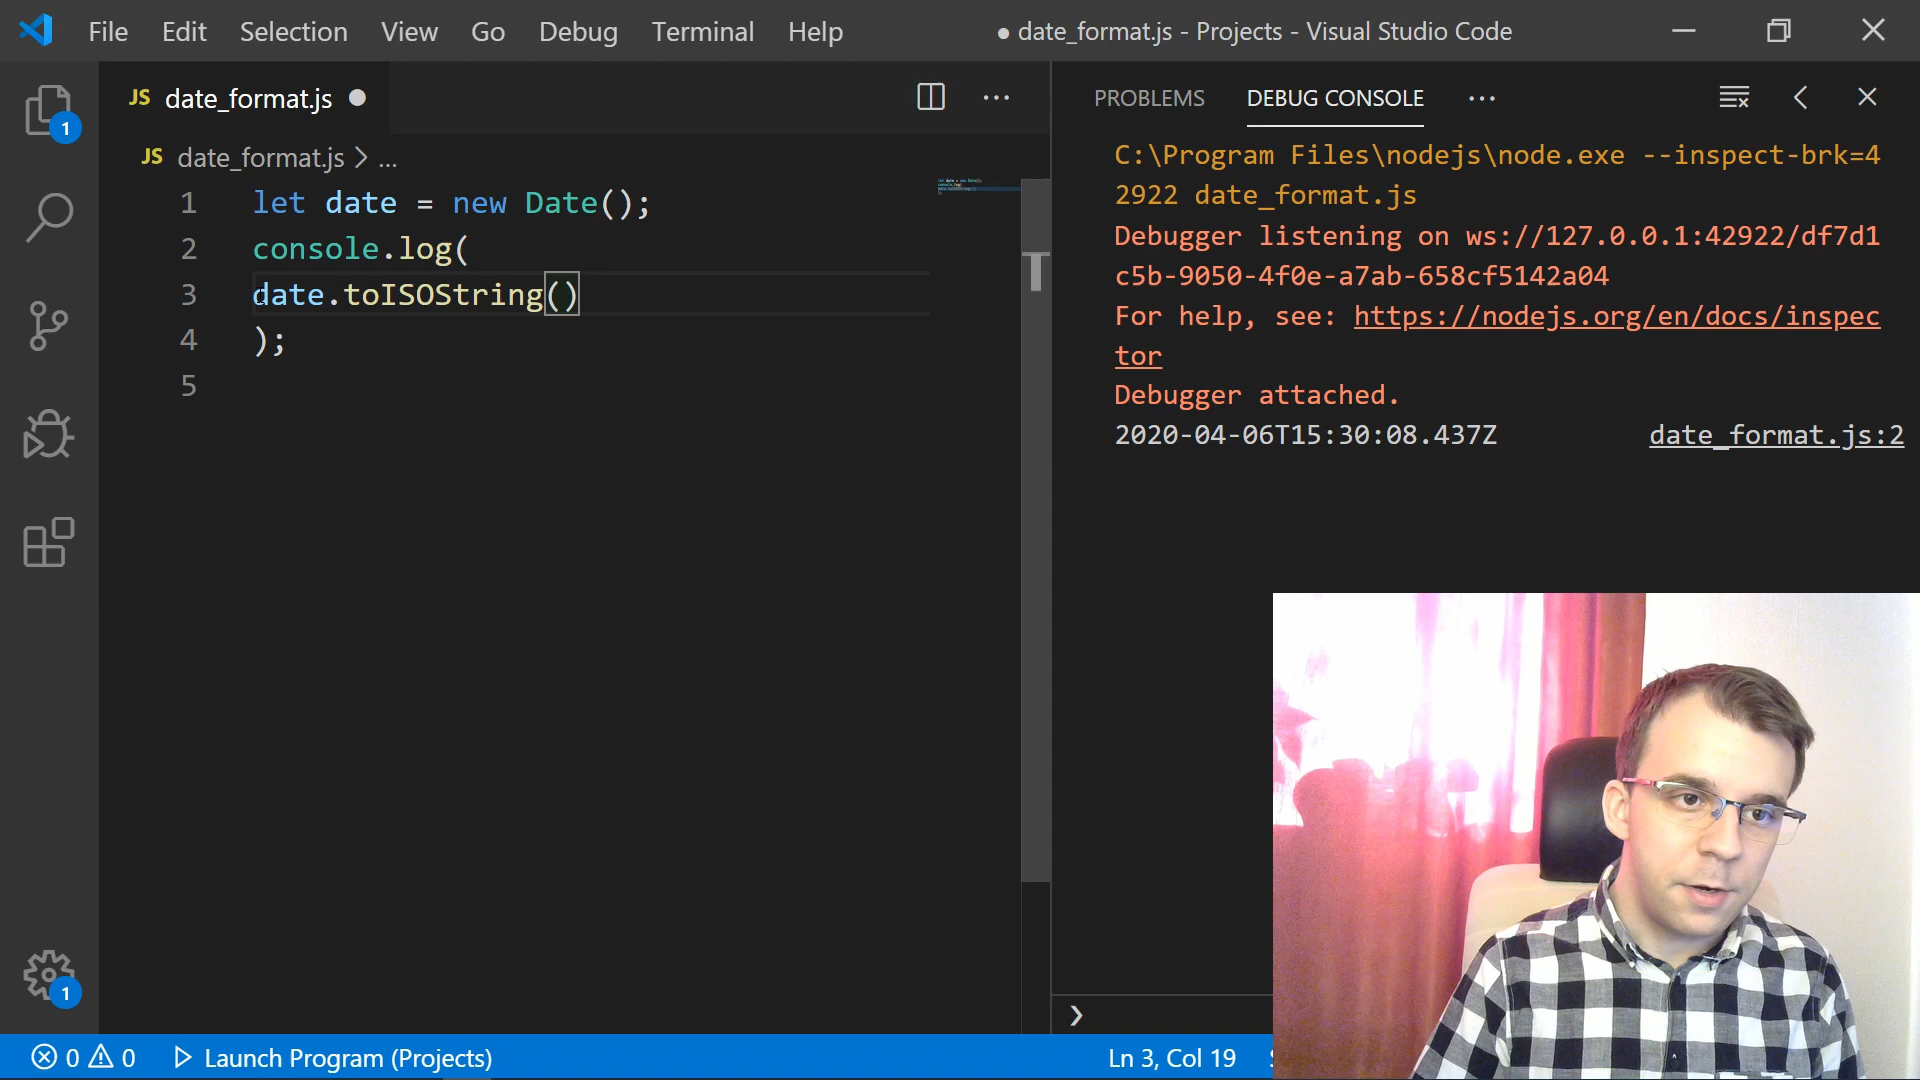 File Edit Selection View Go Debug Terminal Help
● date_format.js - Projects - Visual Studio Code
JS date_format.js ●
JS date_format.js > ...
1 let date = new Date();
2 console.log(
3 date.toISOString()
4 );
5
PROBLEMS DEBUG CONSOLE ...
C:\Program Files\nodejs\node.exe --inspect-brk=4
2922 date_format.js
Debugger listening on ws://127.0.0.1:42922/df7d1
c5b-9050-4f0e-a7ab-658cf5142a04
For help, see: https://nodejs.org/en/docs/inspec
tor
Debugger attached.
2020-04-06T15:30:08.437Z date_format.js:2
1
1
0 0 Launch Program (Projects)
Ln 3, Col 19